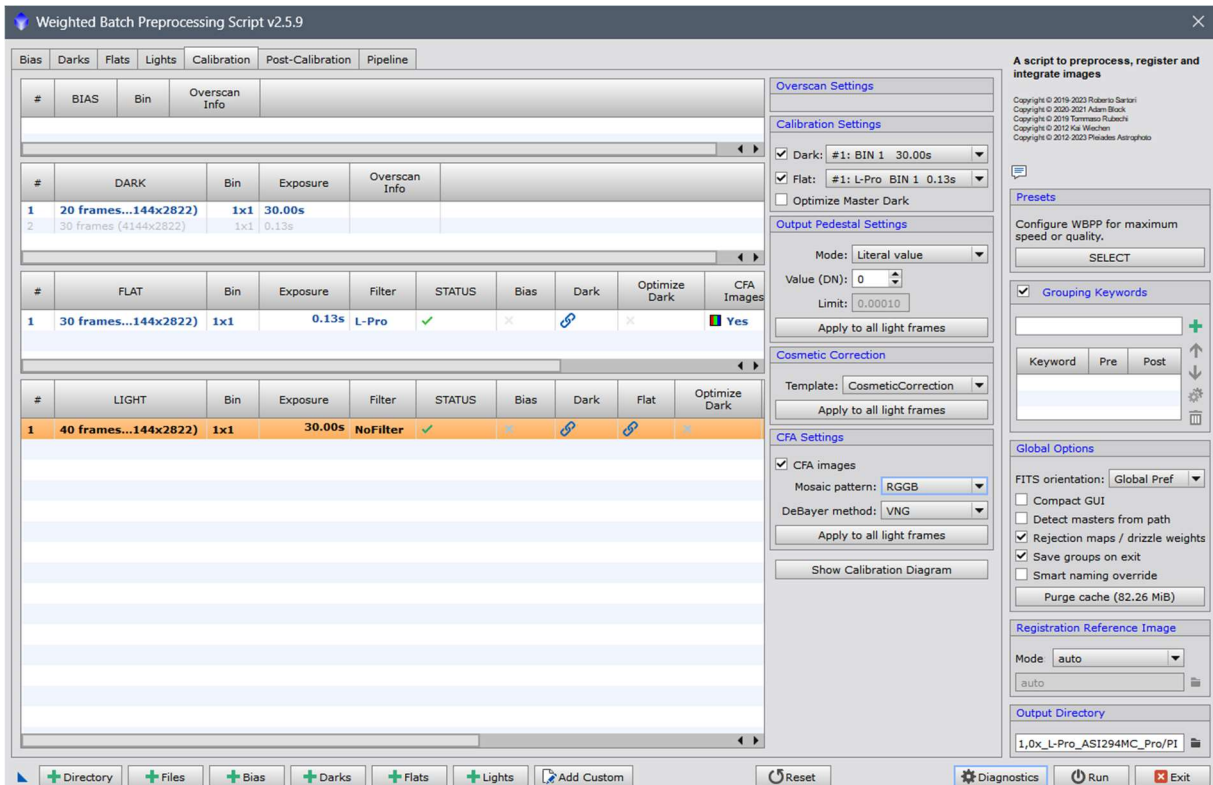 Weighted Batch Preprocessing Script v2.5.9
Bias Darks Flats Lights Calibration Post-Calibration Pipeline
# BIAS Bin Overscan Info
# DARK Bin Exposure Overscan Info
1 20 frames...144x2822) 1x1 30.00s
2 30 frames (4144x2822) 1x1 0.13s
# FLAT Bin Exposure Filter STATUS Bias Dark Optimize Dark CFA Images
1 30 frames...144x2822) 1x1 0.13s L-Pro Yes
# LIGHT Bin Exposure Filter STATUS Bias Dark Flat Optimize Dark
1 40 frames...144x2822) 1x1 30.00s NoFilter
Overscan Settings
Calibration Settings
Dark: #1: BIN 1 30.00s
Flat: #1: L-Pro BIN 1 0.13s
Optimize Master Dark
Output Pedestal Settings
Mode: Literal value
Value (DN): 0
Limit: 0.00010
Apply to all light frames
Cosmetic Correction
Template: CosmeticCorrection
Apply to all light frames
CFA Settings
CFA images
Mosaic pattern: RGGB
DeBayer method: VNG
Apply to all light frames
Show Calibration Diagram
A script to preprocess, register and
integrate images
Copyright © 2019-2023 Roberto Sartori
Copyright © 2020-2021 Adam Block
Copyright © 2019 Tommaso Rubechi
Copyright © 2012 Kai Wiechen
Copyright © 2012-2023 Pleiades Astrophoto
Presets
Configure WBPP for maximum
speed or quality.
SELECT
Grouping Keywords
Keyword Pre Post
Global Options
FITS orientation: Global Pref
Compact GUI
Detect masters from path
Rejection maps / drizzle weights
Save groups on exit
Smart naming override
Purge cache (82.26 MiB)
Registration Reference Image
Mode: auto
auto
Output Directory
1,0x_L-Pro_ASI294MC_Pro/PI
Directory Files Bias Darks Flats Lights Add Custom Reset Diagnostics Run Exit